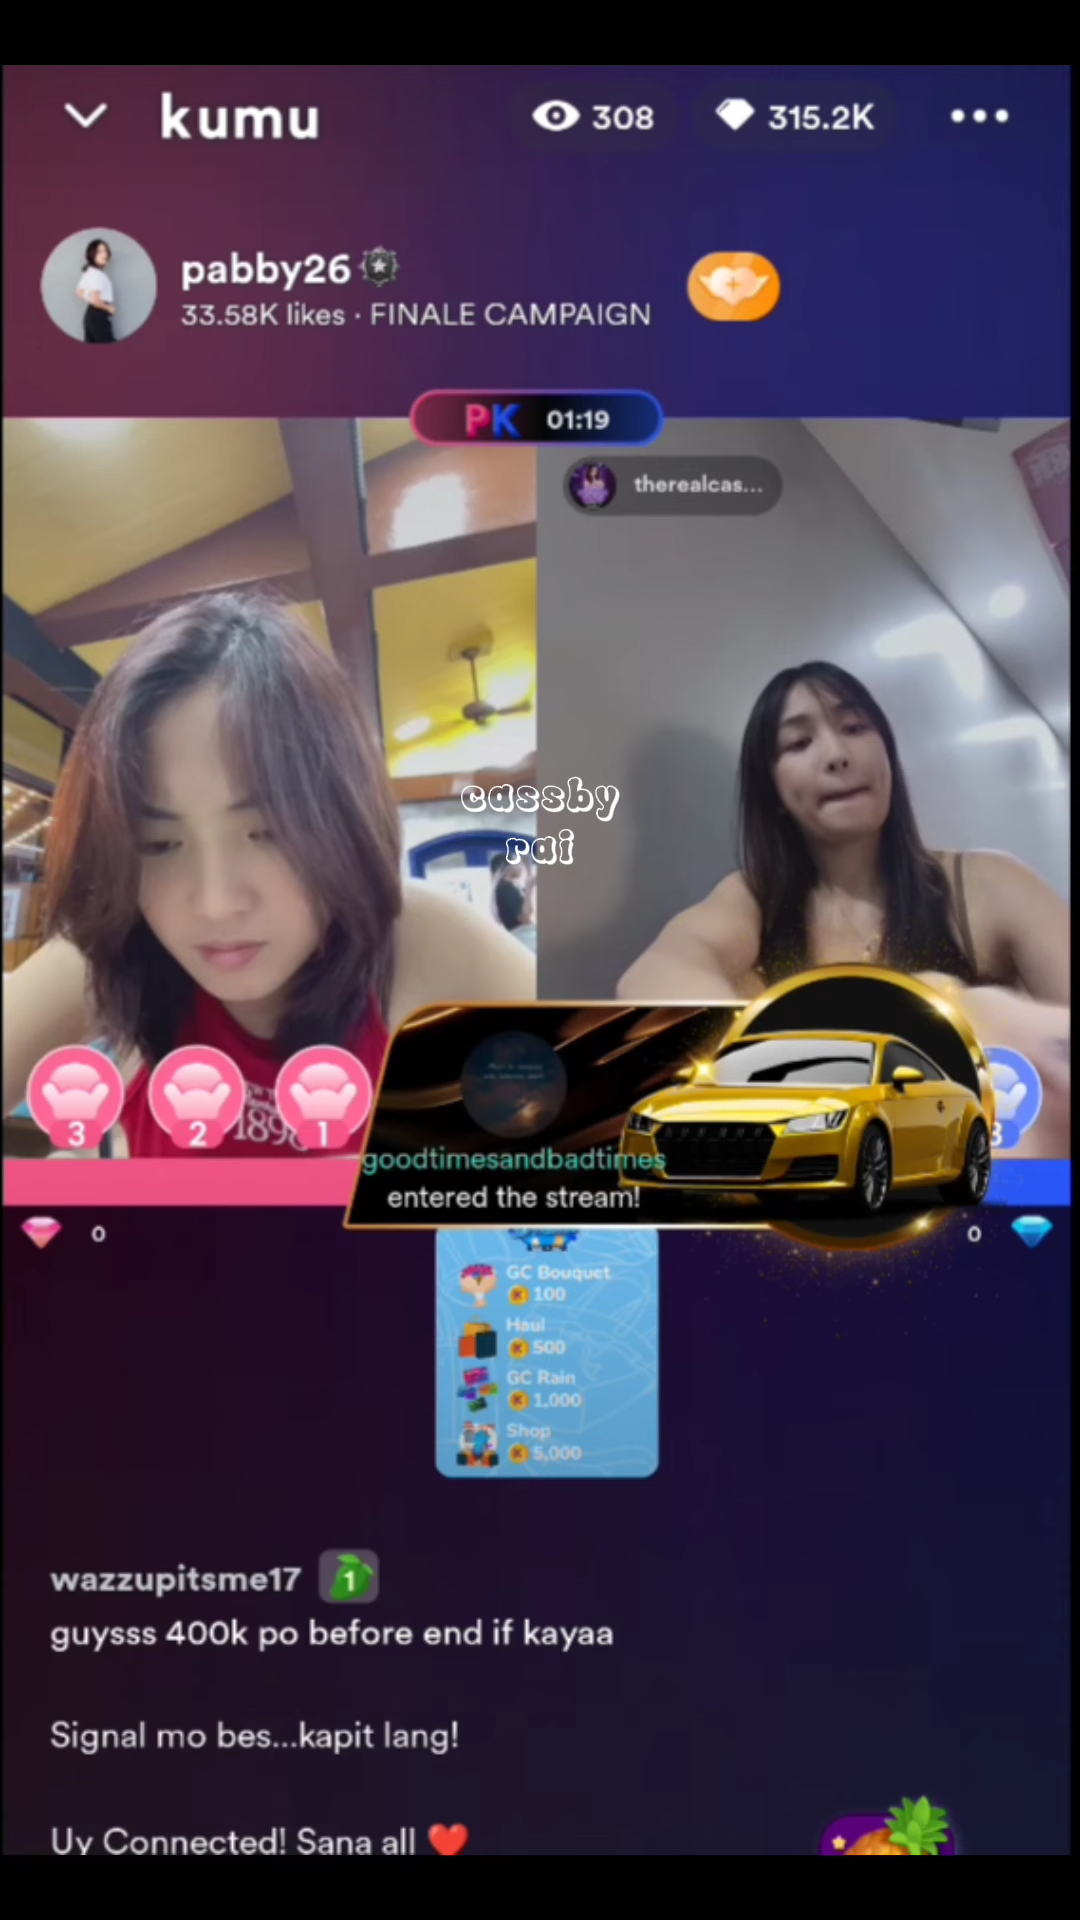 kumu
308
315.2K
pabby26
33.58K likes · FINALE CAMPAIGN
PK 01:19
therealcas...
cassby
rai
3
2
1
189
3
goodtimesandbadtimes
entered the stream!
0
0
GC Bouquet
100
Haul
500
GC Rain
1,000
Shop
5,000
wazzupitsme17 1
guysss 400k po before end if kayaa
Signal mo bes...kapit lang!
Uy Connected! Sana all ❤️